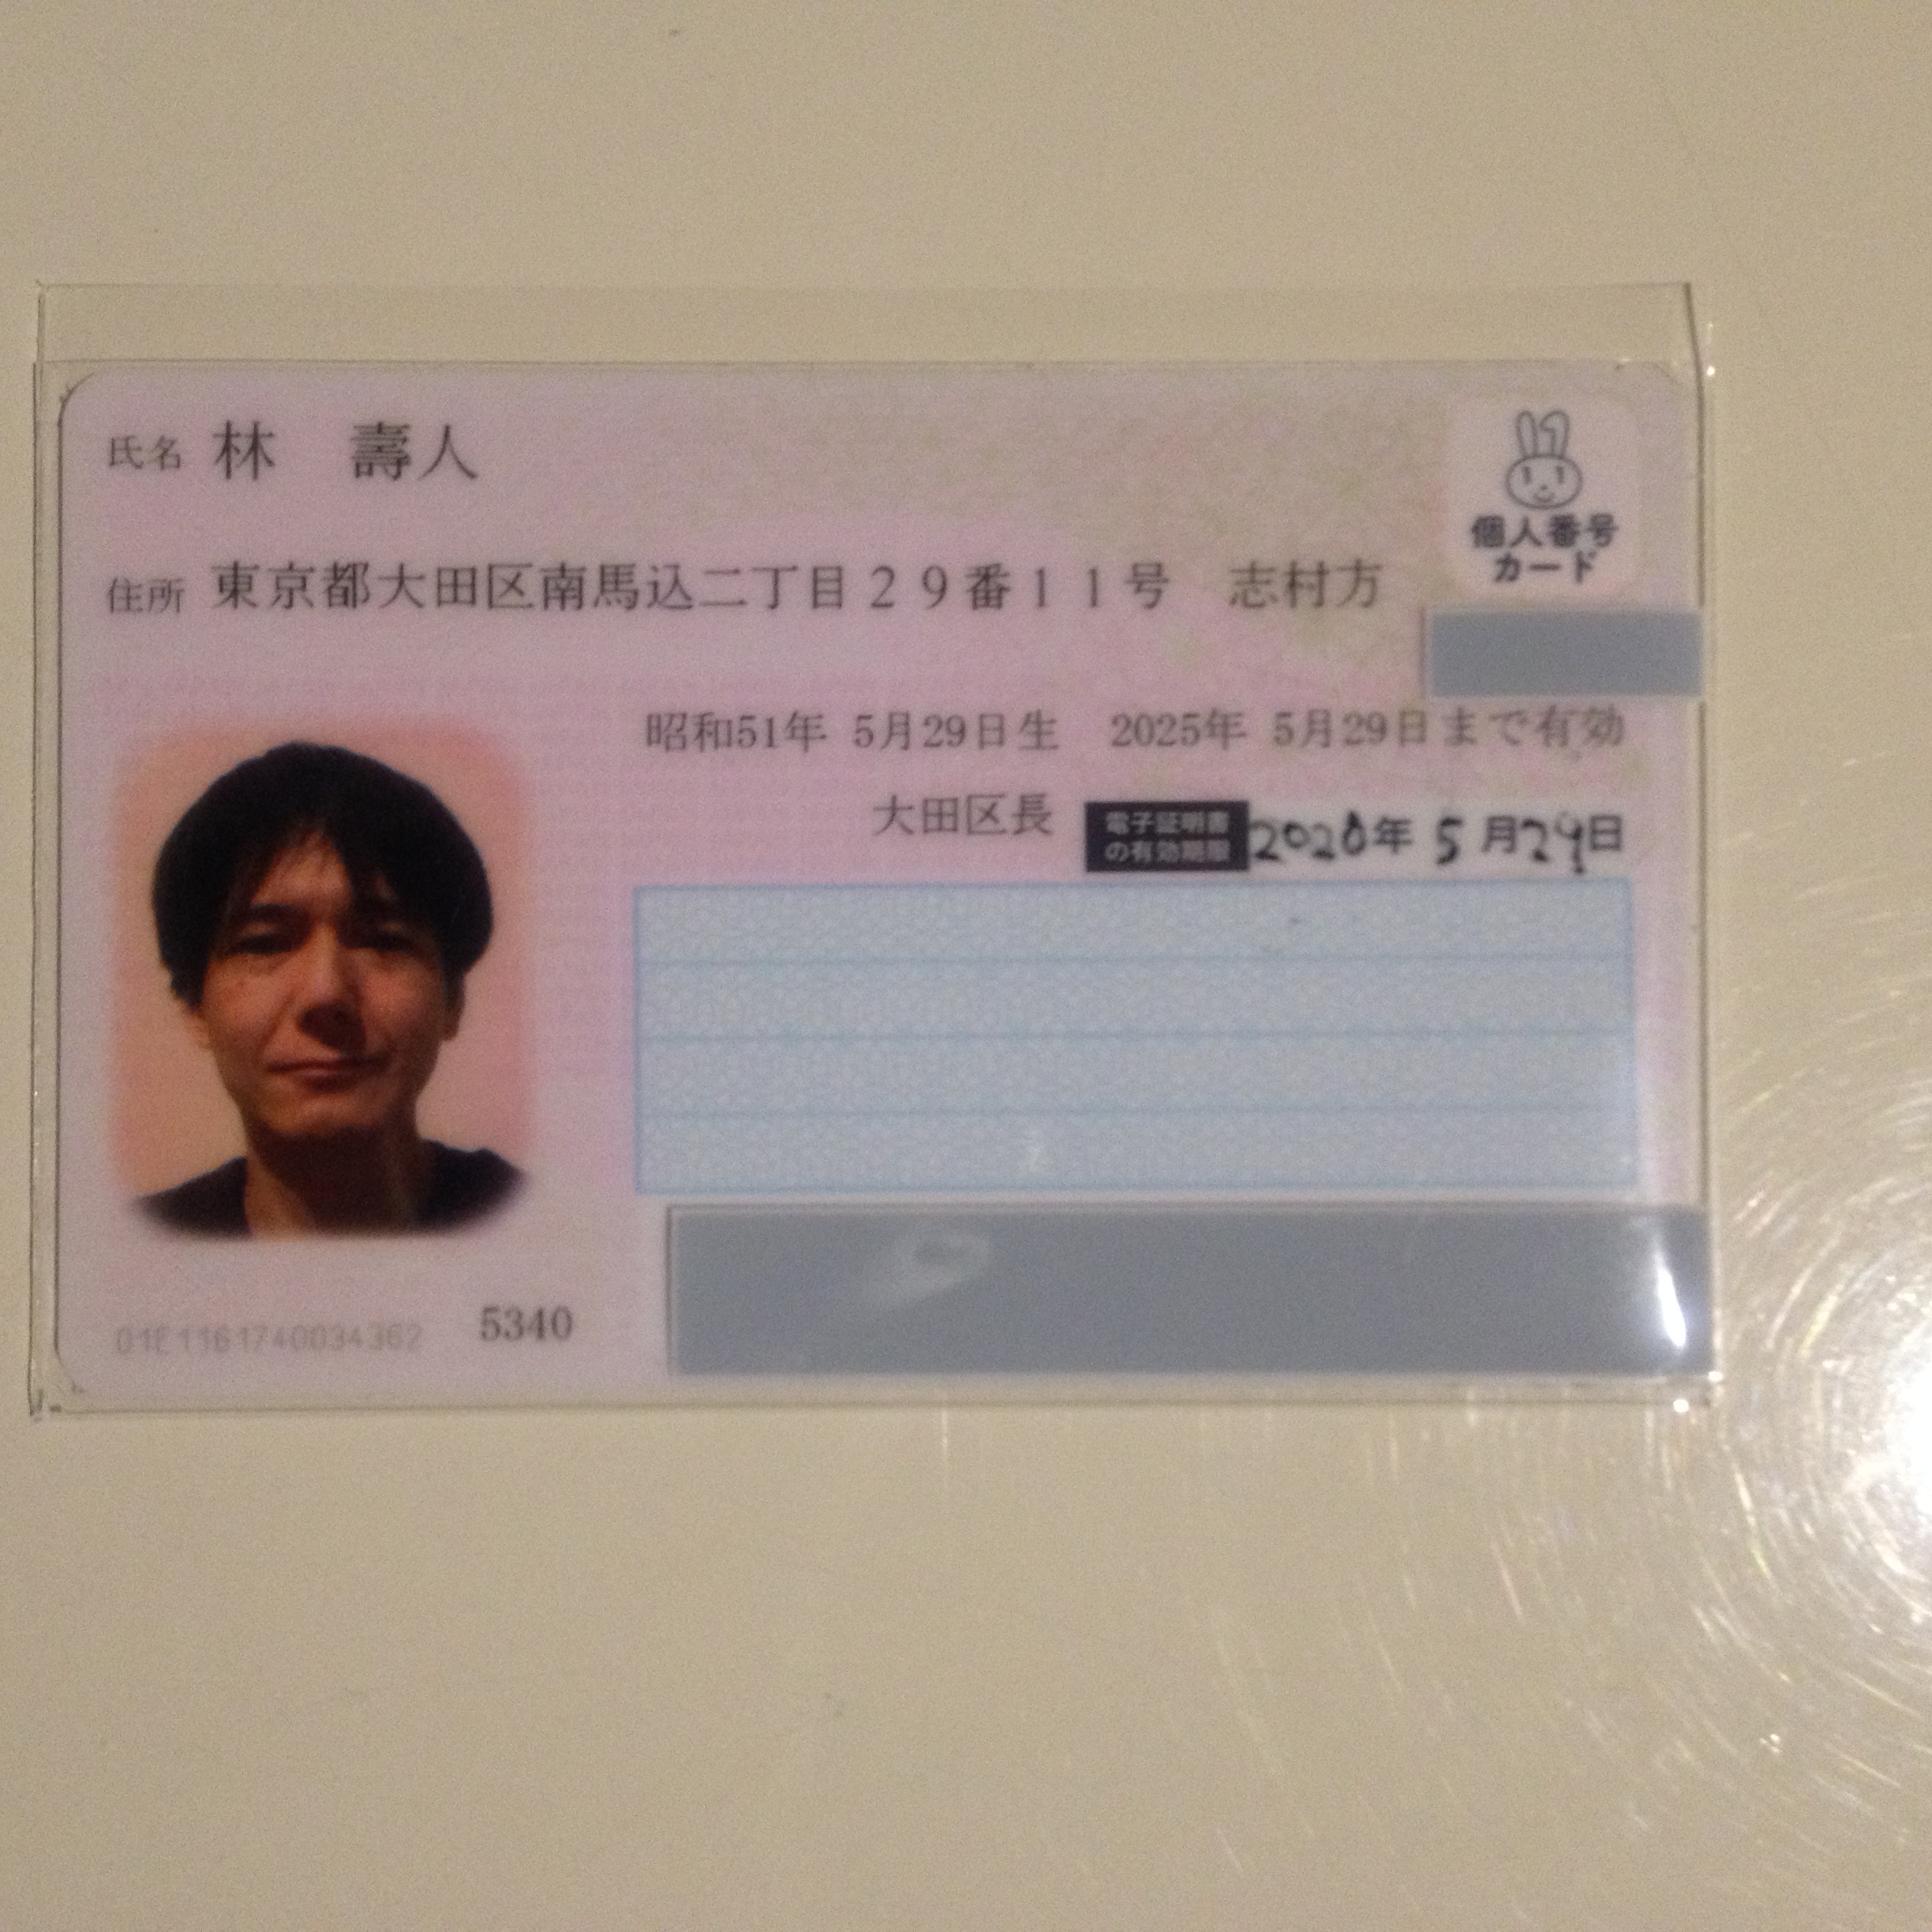 氏名 林　壽人
個人番号
カード
住所 東京都大田区南馬込二丁目２９番１１号　志村方
昭和51年 5月29日生　2025年 5月29日まで有効
大田区長
電子証明書
の有効期限
2020年 5月29日
01E1161740034362
5340